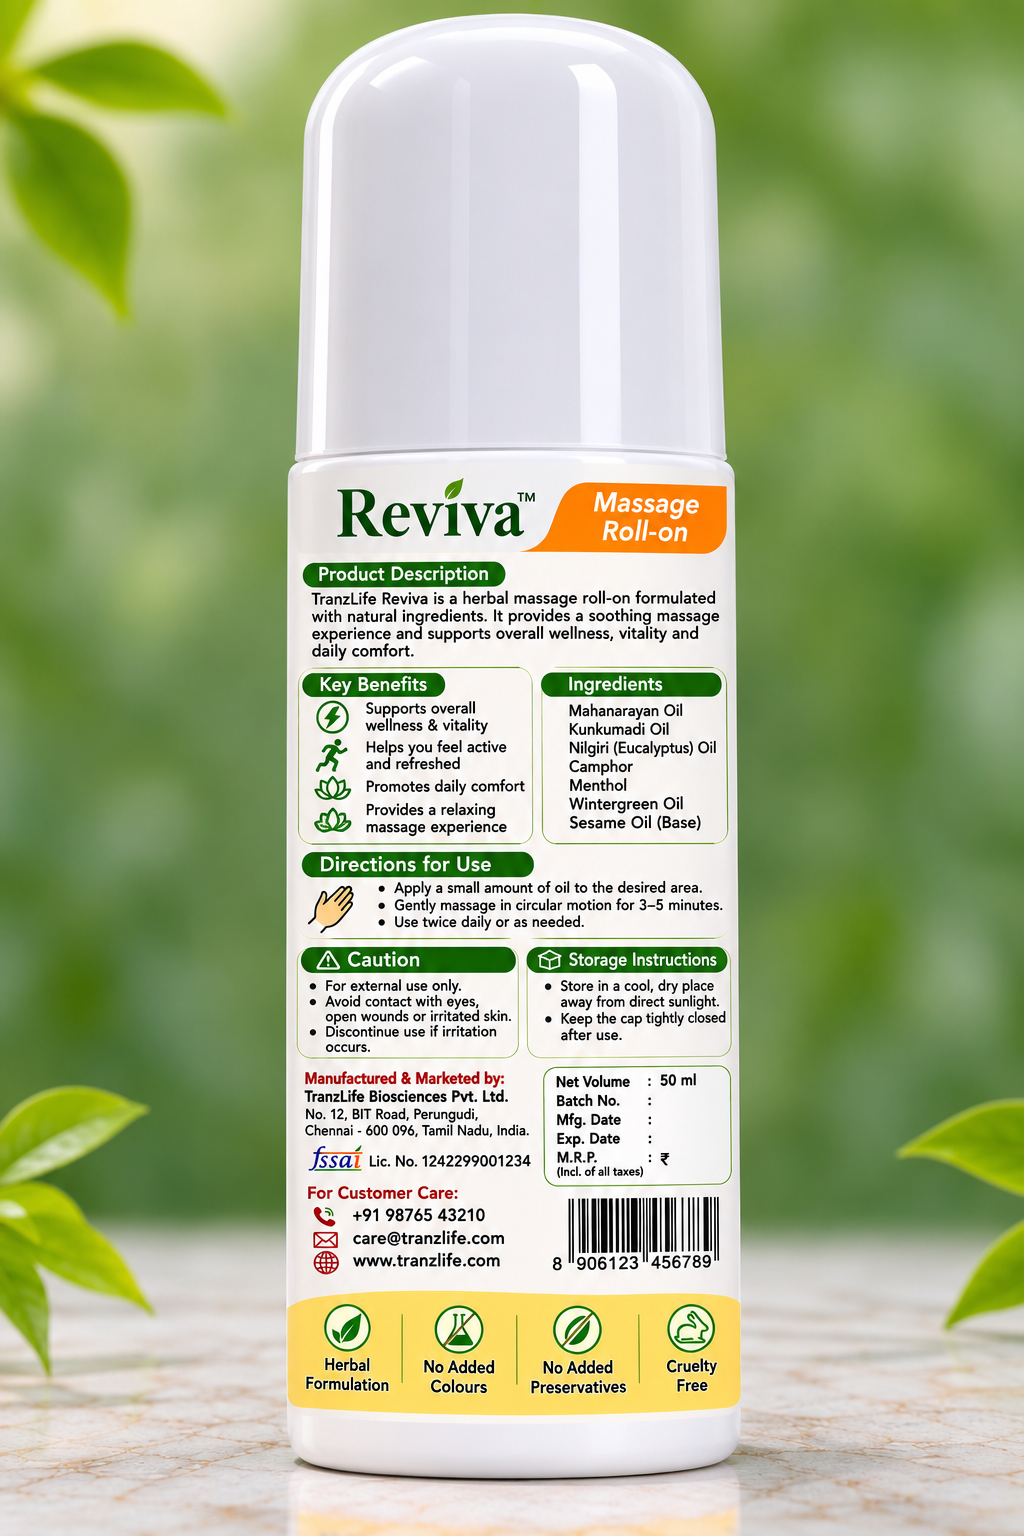 Reviva™
Massage
Roll-on
Product Description
TranzLife Reviva is a herbal massage roll-on formulated
with natural ingredients. It provides a soothing massage
experience and supports overall wellness, vitality and
daily comfort.
Key Benefits
Supports overall
wellness & vitality
Helps you feel active
and refreshed
Promotes daily comfort
Provides a relaxing
massage experience
Ingredients
Mahanarayan Oil
Kunkumadi Oil
Nilgiri (Eucalyptus) Oil
Camphor
Menthol
Wintergreen Oil
Sesame Oil (Base)
Directions for Use
• Apply a small amount of oil to the desired area.
• Gently massage in circular motion for 3–5 minutes.
• Use twice daily or as needed.
Caution
• For external use only.
• Avoid contact with eyes,
open wounds or irritated skin.
• Discontinue use if irritation
occurs.
Storage Instructions
• Store in a cool, dry place
away from direct sunlight.
• Keep the cap tightly closed
after use.
Manufactured & Marketed by:
TranzLife Biosciences Pvt. Ltd.
No. 12, BIT Road, Perungudi,
Chennai - 600 096, Tamil Nadu, India.
fssai Lic. No. 1242299001234
Net Volume : 50 ml
Batch No. :
Mfg. Date :
Exp. Date :
M.R.P. : ₹
(Incl. of all taxes)
For Customer Care:
+91 98765 43210
care@tranzlife.com
www.tranzlife.com
8 906123 456789
Herbal
Formulation
No Added
Colours
No Added
Preservatives
Cruelty
Free